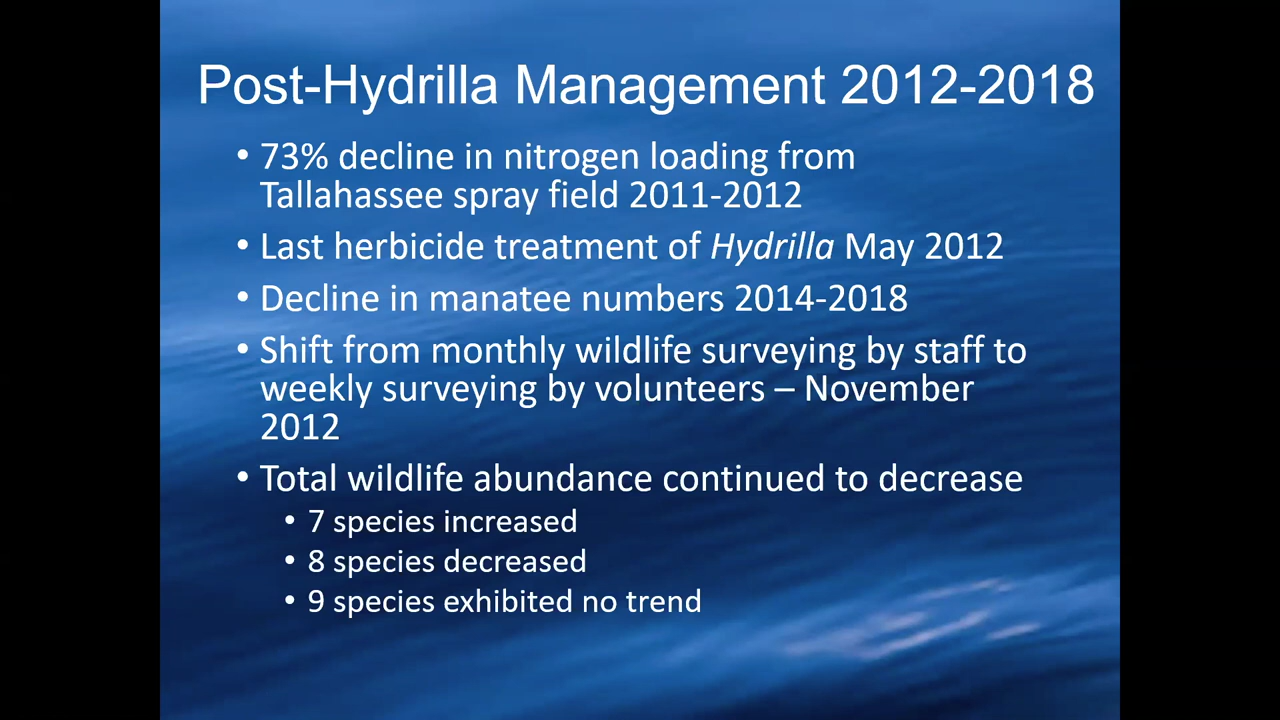 Post-Hydrilla Management 2012-2018
• 73% decline in nitrogen loading from
Tallahassee spray field 2011-2012
• Last herbicide treatment of Hydrilla May 2012
• Decline in manatee numbers 2014-2018
• Shift from monthly wildlife surveying by staff to
weekly surveying by volunteers – November
2012
• Total wildlife abundance continued to decrease
• 7 species increased
• 8 species decreased
• 9 species exhibited no trend